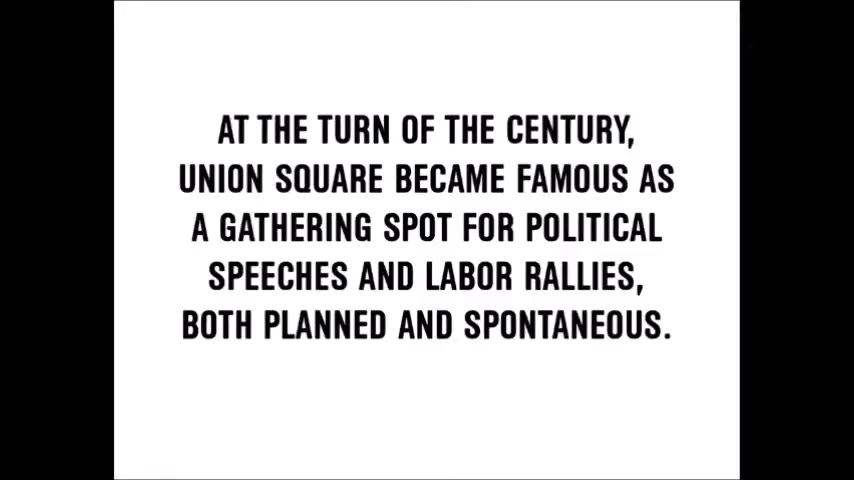 AT THE TURN OF THE CENTURY,
UNION SQUARE BECAME FAMOUS AS
A GATHERING SPOT FOR POLITICAL
SPEECHES AND LABOR RALLIES,
BOTH PLANNED AND SPONTANEOUS.